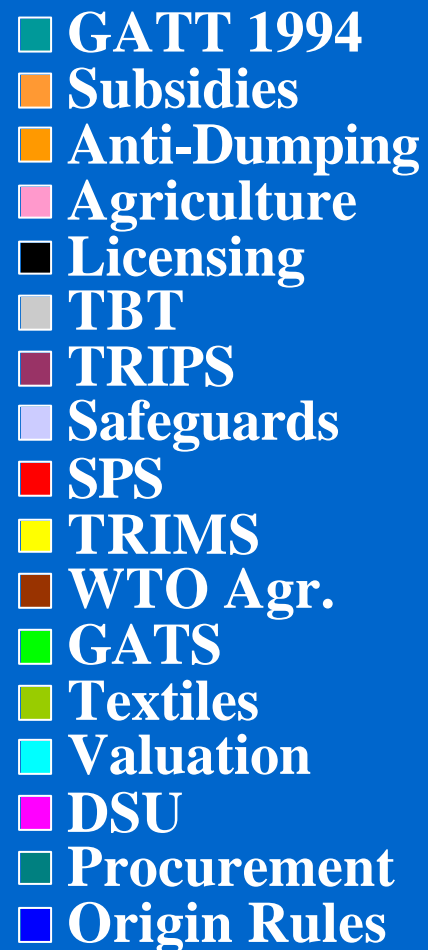 GATT 1994
Subsidies
Anti-Dumping
Agriculture
Licensing
TBT
TRIPS
Safeguards
SPS
TRIMS
WTO Agr.
GATS
Textiles
Valuation
DSU
Procurement
Origin Rules